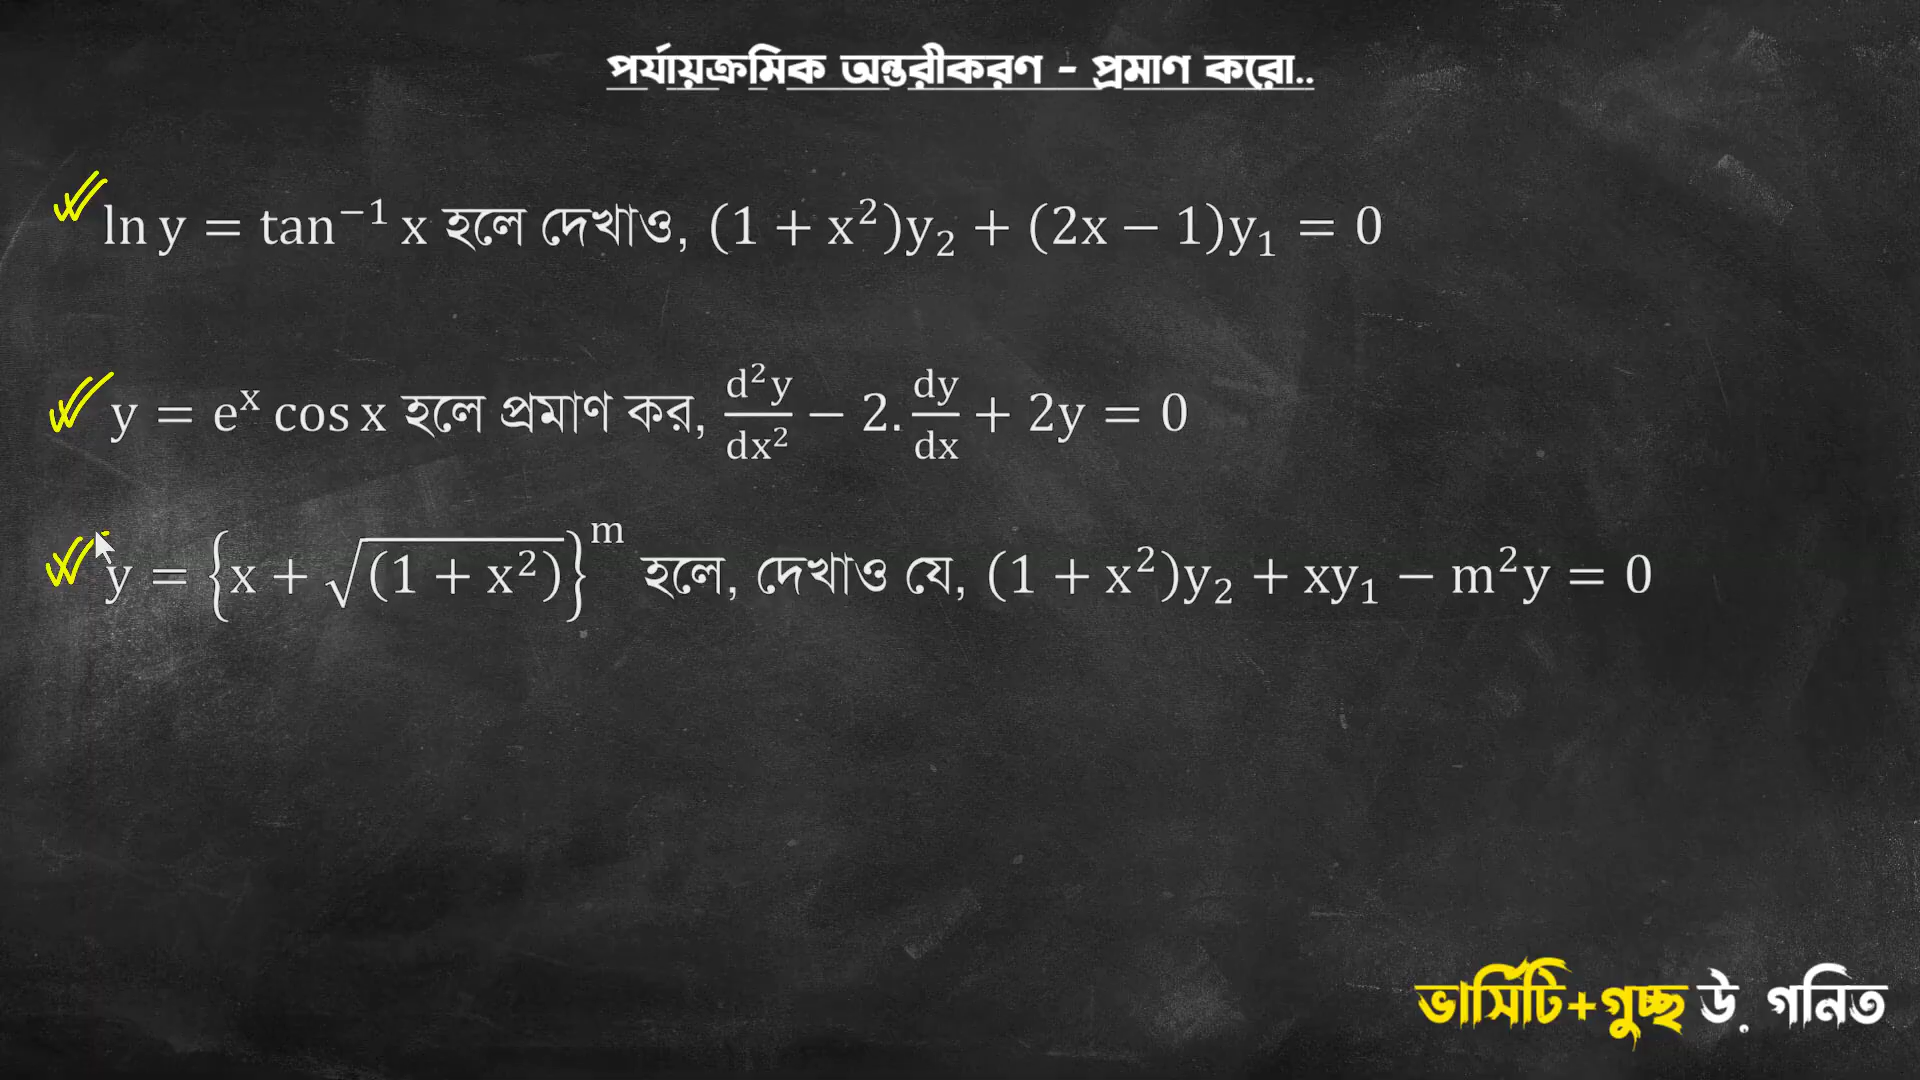 পর্যায়ক্রমিক অন্তরীকরণ - প্রমাণ করো..
ln y = tan⁻¹ x হলে দেখাও, (1 + x²)y₂ + (2x − 1)y₁ = 0
y = eˣ cos x হলে প্রমাণ কর, d²y/dx² − 2. dy/dx + 2y = 0
y = {x + √(1 + x²)}ᵐ হলে, দেখাও যে, (1 + x²)y₂ + xy₁ − m²y = 0
ভার্সিটি+গুচ্ছ উ. গনিত